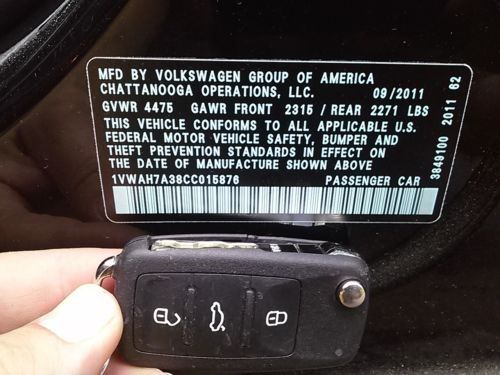 MFD BY VOLKSWAGEN GROUP OF AMERICA
CHATTANOOGA OPERATIONS, LLC. 09/2011
GVWR 4475 GAWR FRONT 2315 / REAR 2271 LBS
THIS VEHICLE CONFORMS TO ALL APPLICABLE U.S.
FEDERAL MOTOR VEHICLE SAFETY, BUMPER AND
THEFT PREVENTION STANDARDS IN EFFECT ON
THE DATE OF MANUFACTURE SHOWN ABOVE
1VWAH7A38CC015876 PASSENGER CAR
3849100 2011 62